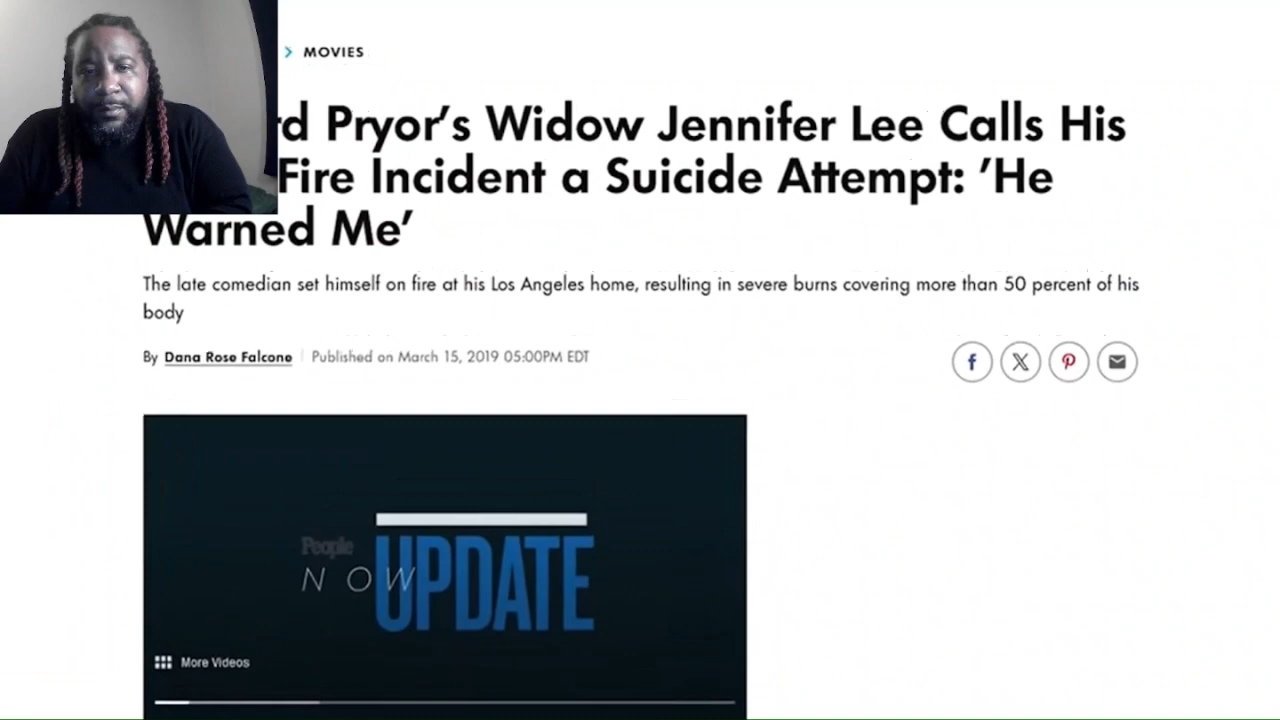 > MOVIES
rd Pryor’s Widow Jennifer Lee Calls His
Fire Incident a Suicide Attempt: ’He
Warned Me’
The late comedian set himself on fire at his Los Angeles home, resulting in severe burns covering more than 50 percent of his
body
By Dana Rose Falcone | Published on March 15, 2019 05:00PM EDT
People
NOW
UPDATE
More Videos